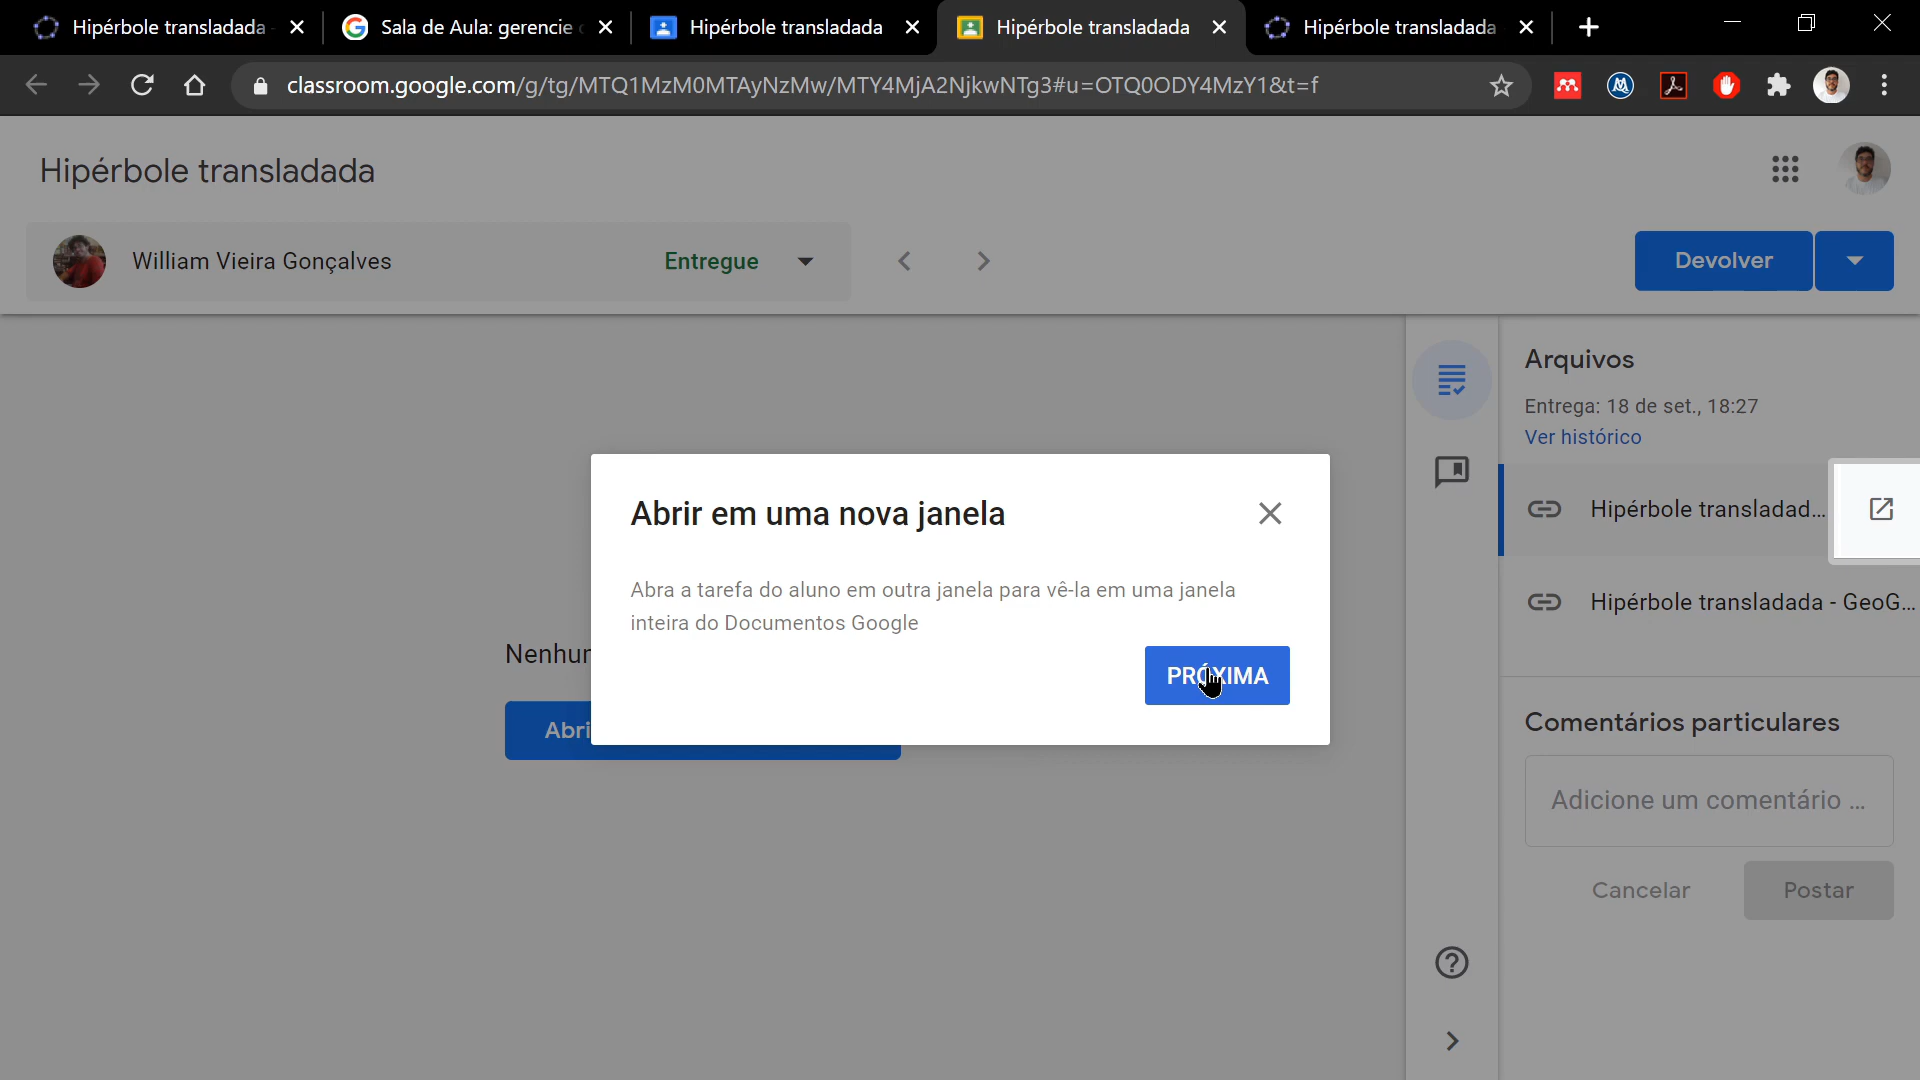 Hipérbole transladada
Sala de Aula: gerencie
Hipérbole transladada
Hipérbole transladada
Hipérbole transladada
classroom.google.com/g/tg/MTQ1MzM0MTAyNzMw/MTY4MjA2NjkwNTg3#u=OTQ0ODY4MzY1&t=f
Hipérbole transladada
William Vieira Gonçalves
Entregue
Devolver
Arquivos
Entrega: 18 de set., 18:27
Ver histórico
Hipérbole transladad...
Hipérbole transladada - GeoG...
Abrir em uma nova janela
Abra a tarefa do aluno em outra janela para vê-la em uma janela
inteira do Documentos Google
PRÓXIMA
Nenhur
Abri
Comentários particulares
Adicione um comentário ...
Cancelar
Postar